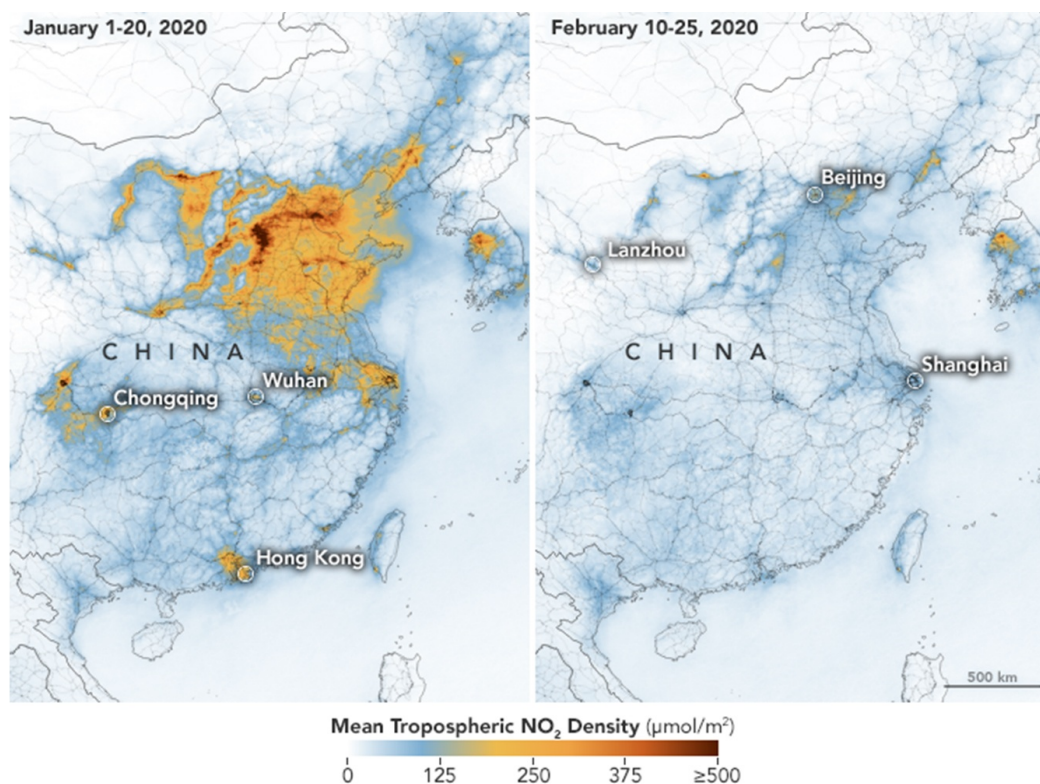 January 1-20, 2020
February 10-25, 2020
Beijing
Lanzhou
C H I N A
C H I N A
Shanghai
Wuhan
Chongqing
Hong Kong
500 km
Mean Tropospheric NO₂ Density (μmol/m²)
0 125 250 375 ≥500